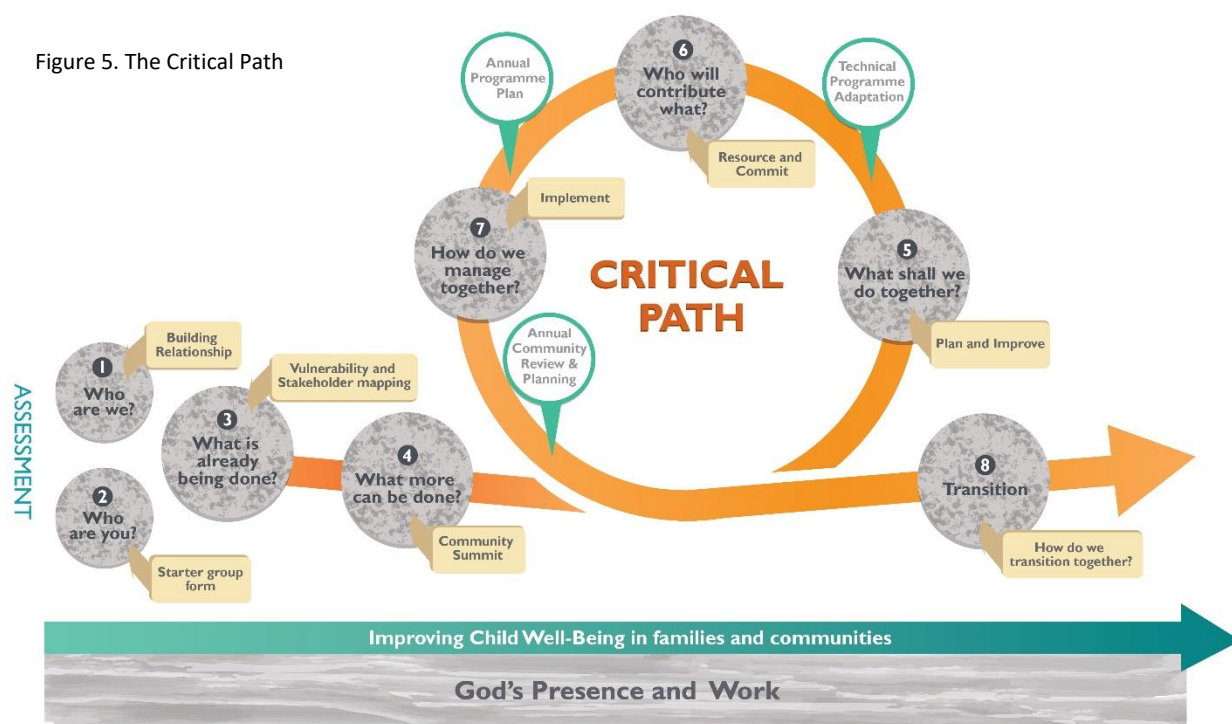 Figure 5. The Critical Path
Annual
Programme
Plan
6
Who will
contribute
what?
Technical
Programme
Adaptation
Resource and
Commit
Implement
7
How do we
manage
together?
CRITICAL
PATH
5
What shall we
do together?
Plan and Improve
Annual
Community
Review &
Planning
ASSESSMENT
Building
Relationship
1
Who
are we?
Vulnerability and
Stakeholder mapping
3
What is
already
being done?
4
What more
can be done?
Community
Summit
2
Who
are you?
Starter group
form
8
Transition
How do we
transition together?
Improving Child Well-Being in families and communities
God's Presence and Work